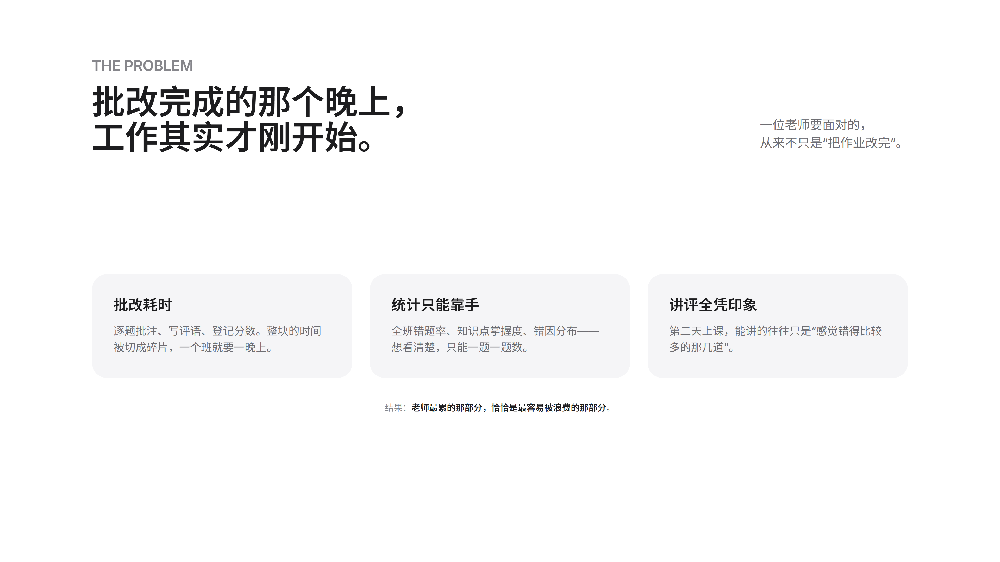 THE PROBLEM
批改完成的那个晚上，
工作其实才刚开始。
一位老师要面对的，
从来不只是“把作业改完”。
批改耗时
逐题批注、写评语、登记分数。整块的时间
被切成碎片，一个班就要一晚上。
统计只能靠手
全班错题率、知识点掌握度、错因分布——
想看清楚，只能一题一题数。
讲评全凭印象
第二天上课，能讲的往往只是“感觉错得比较
多的那几道”。
结果：老师最累的那部分，恰恰是最容易被浪费的那部分。